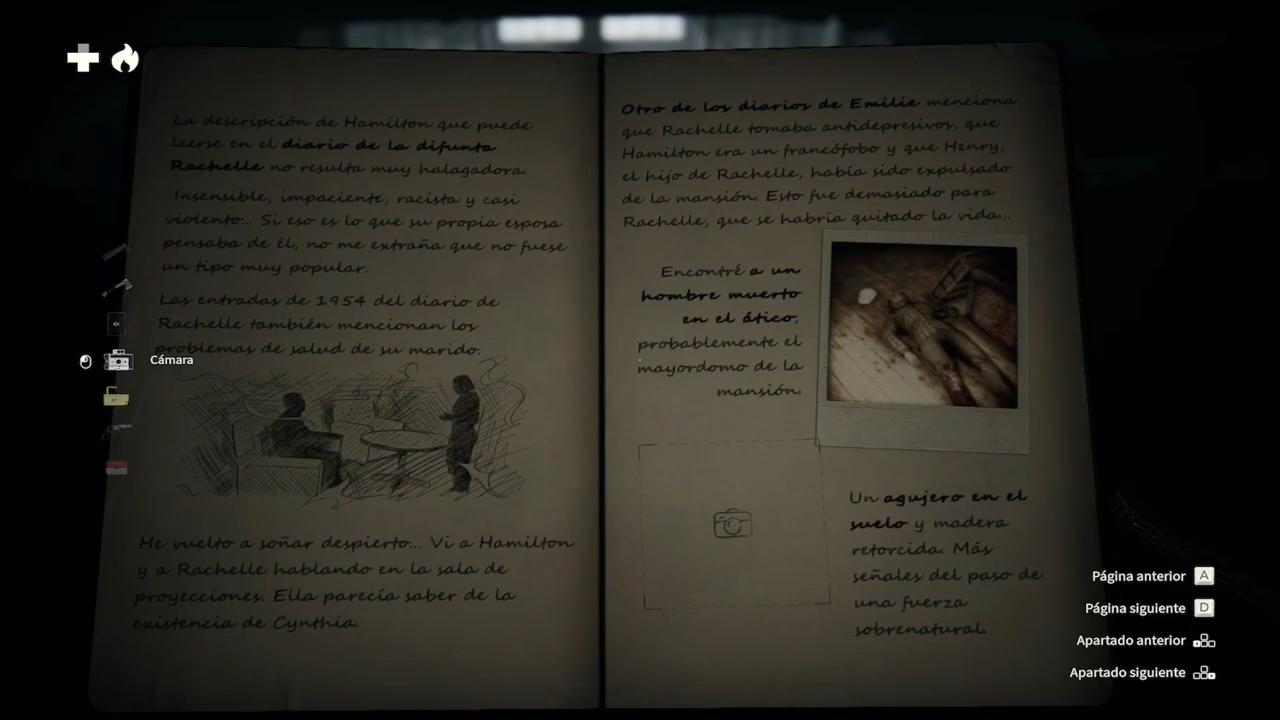 La descripción de Hamilton que puede
leerse en el diario de la difunta
Rachelle no resulta muy halagadora.
Insensible, impaciente, racista y casi
violento... Si eso es lo que su propia esposa
pensaba de él, no me extraña que no fuese
un tipo muy popular.
Las entradas de 1954 del diario de
Rachelle también mencionan los
problemas de salud de su marido.
Cámara
He vuelto a soñar despierto... Vi a Hamilton
y a Rachelle hablando en la sala de
proyecciones. Ella parecía saber de la
existencia de Cynthia.
Otro de los diarios de Emilie menciona
que Rachelle tomaba antidepresivos, que
Hamilton era un francófobo y que Henry,
el hijo de Rachelle, había sido expulsado
de la mansión. Esto fue demasiado para
Rachelle, que se habría quitado la vida...
Encontré a un
hombre muerto
en el ático,
probablemente el
mayordomo de la
mansión.
Un agujero en el
suelo y madera
retorcida. Más
señales del paso de
una fuerza
sobrenatural.
Página anterior A
Página siguiente D
Apartado anterior
Apartado siguiente